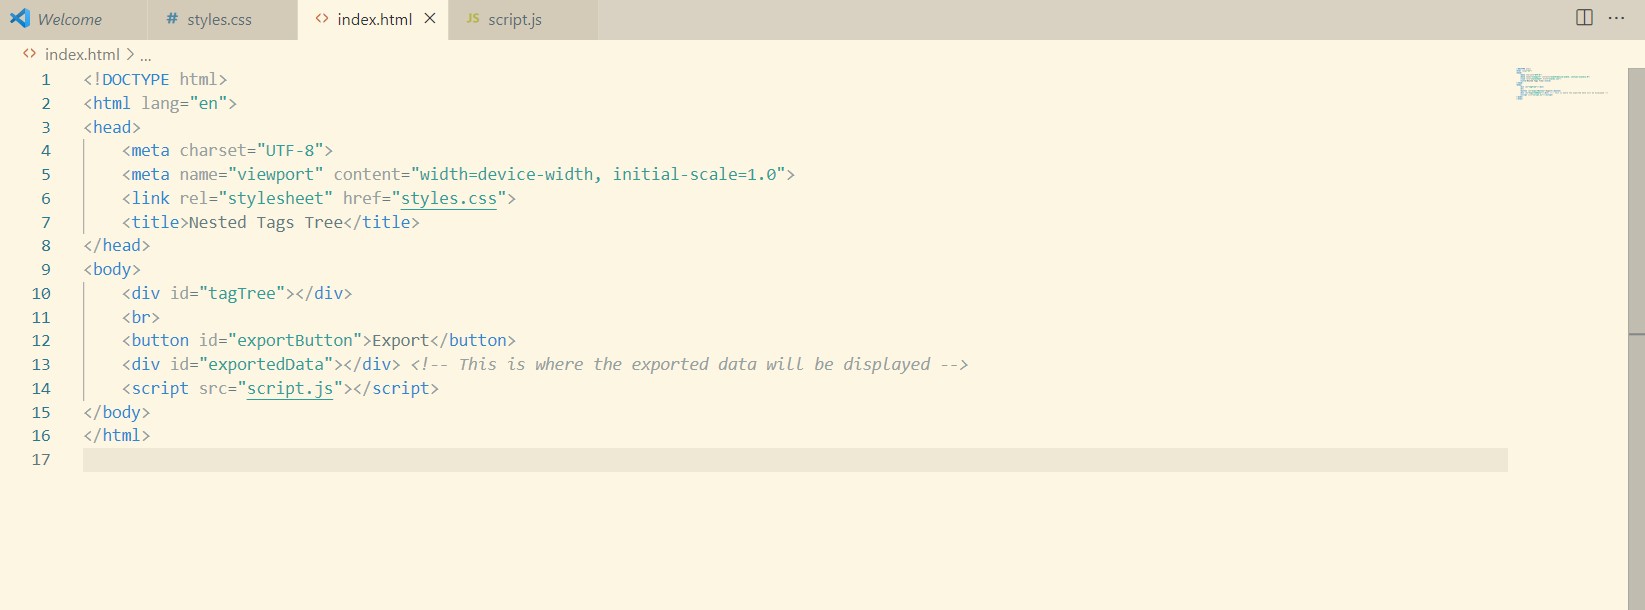 Welcome
# styles.css
<> index.html ×
JS script.js
<> index.html > ...
1 <!DOCTYPE html>
2 <html lang="en">
3 <head>
4     <meta charset="UTF-8">
5     <meta name="viewport" content="width=device-width, initial-scale=1.0">
6     <link rel="stylesheet" href="styles.css">
7     <title>Nested Tags Tree</title>
8 </head>
9 <body>
10     <div id="tagTree"></div>
11     <br>
12     <button id="exportButton">Export</button>
13     <div id="exportedData"></div> <!-- This is where the exported data will be displayed -->
14     <script src="script.js"></script>
15 </body>
16 </html>
17